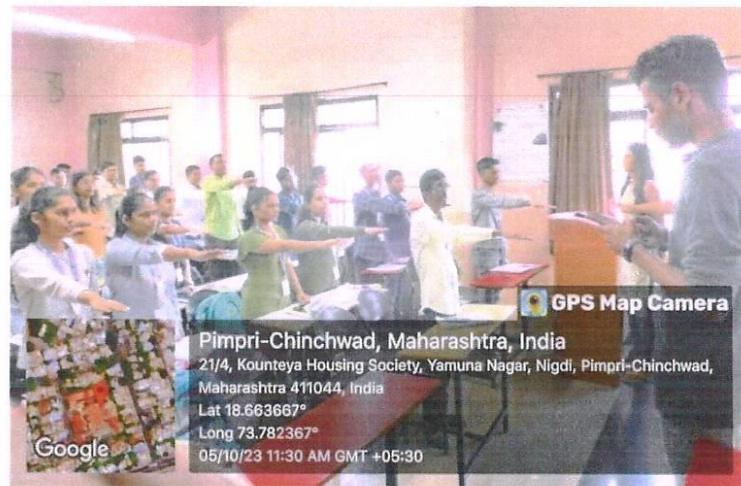 GPS Map Camera
Pimpri-Chinchwad, Maharashtra, India
21/4, Kounteya Housing Society, Yamuna Nagar, Nigdi, Pimpri-Chinchwad,
Maharashtra 411044, India
Lat 18.663667°
Long 73.782367°
05/10/23 11:30 AM GMT +05:30
Google